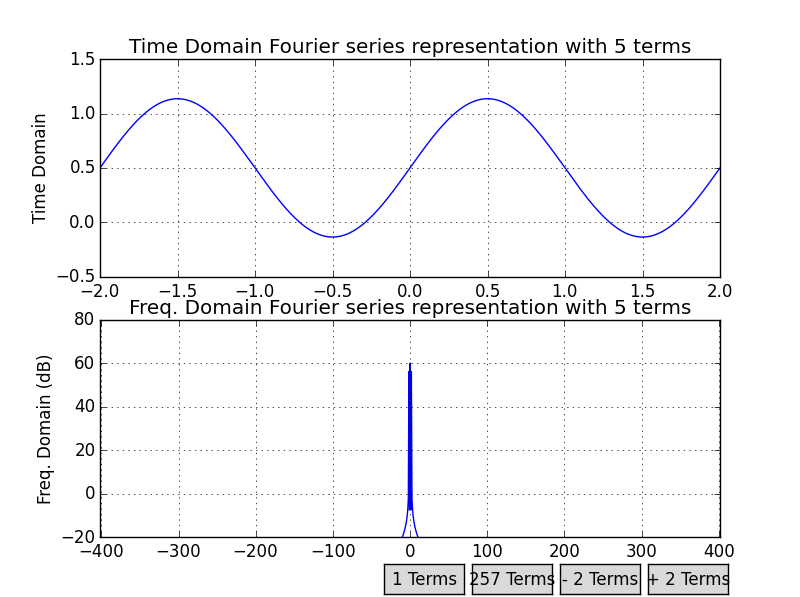 Time Domain Fourier series representation with 5 terms
1.5
1.0
0.5
0.0
−0.5
Time Domain
−2.0 −1.5 −1.0 −0.5 0.0 0.5 1.0 1.5 2.0
Freq. Domain Fourier series representation with 5 terms
80
60
40
20
0
−20
Freq. Domain (dB)
−400 −300 −200 −100 0 100 200 300 400
1 Terms 257 Terms - 2 Terms + 2 Terms